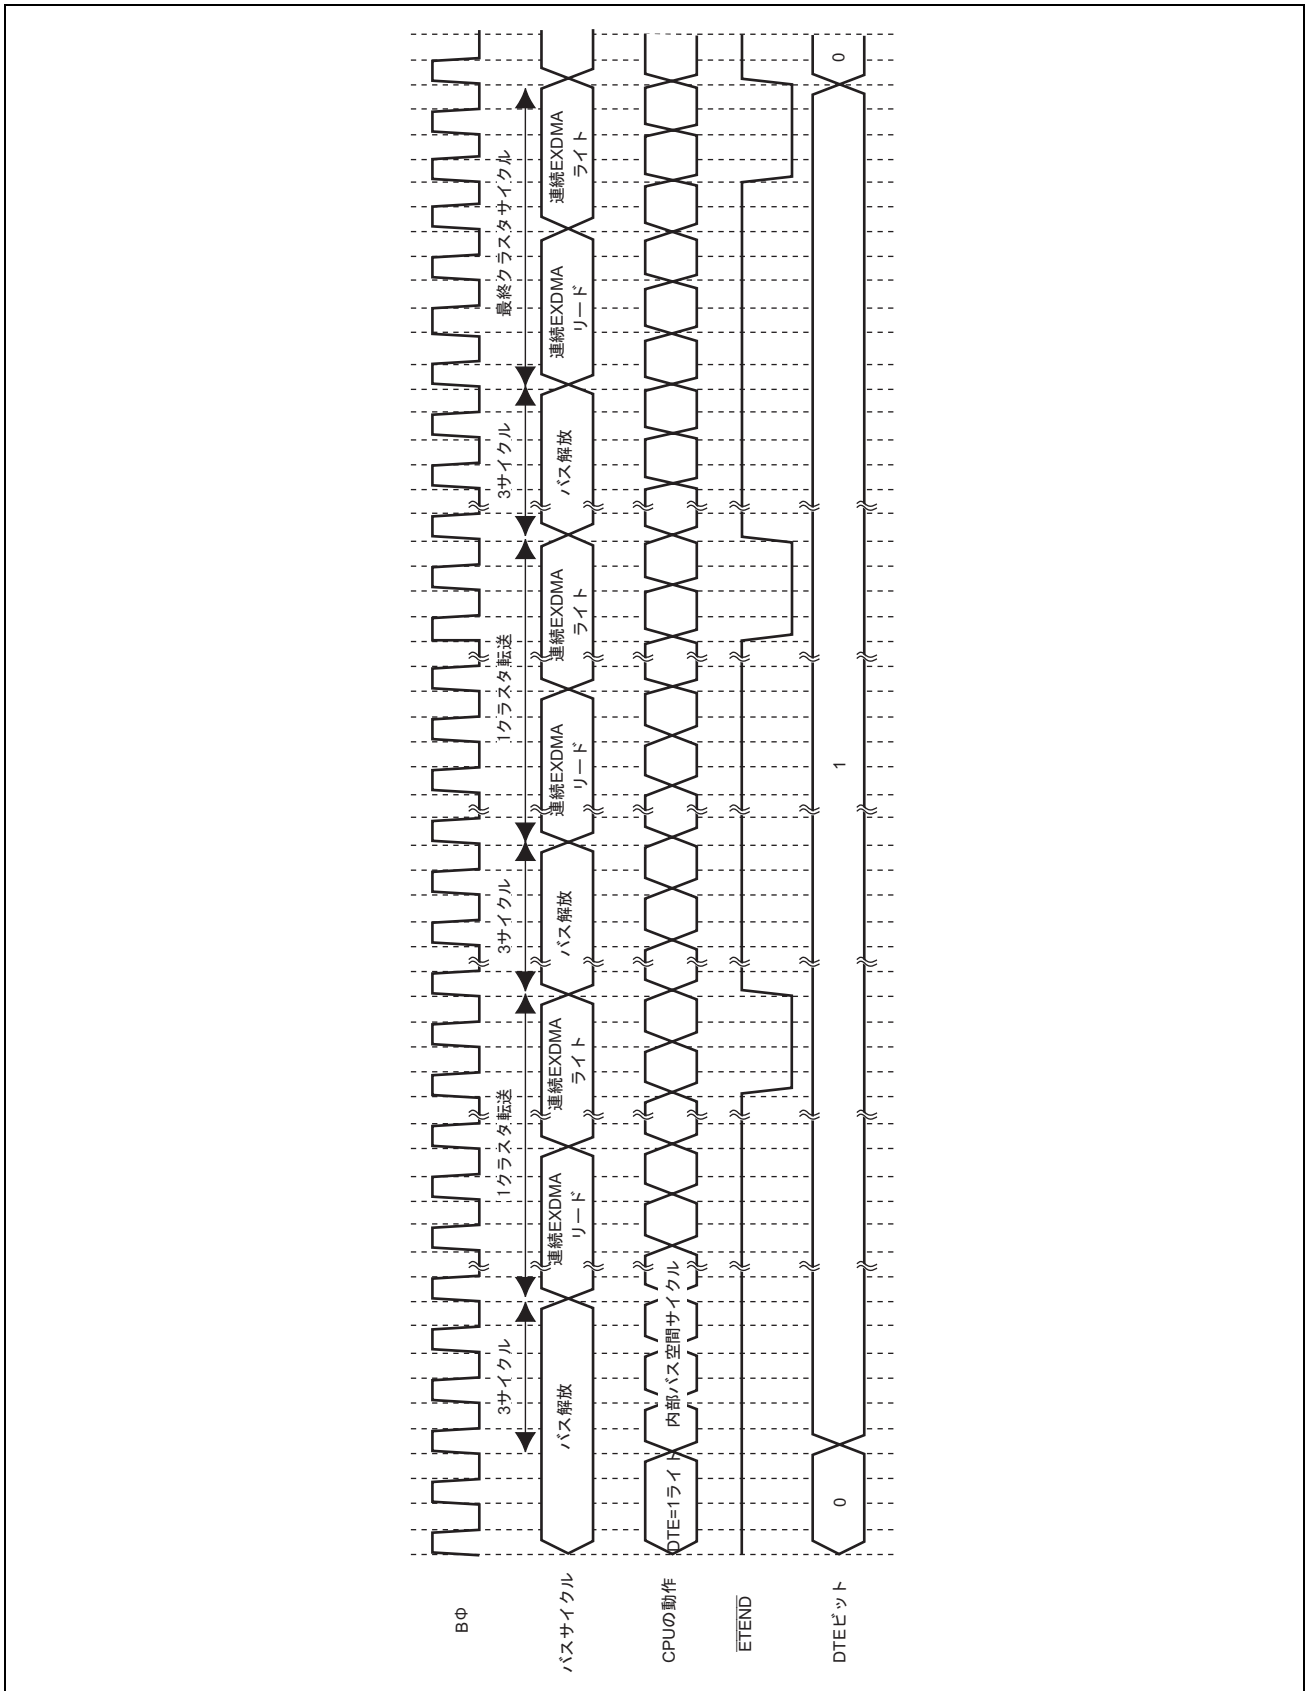 BΦ
3サイクル
1クラスタ転送
3サイクル
1クラスタ転送
3サイクル
最終クラスタサイクル
バスサイクル
バス解放
連続EXDMA
リード
連続EXDMA
ライト
バス解放
連続EXDMA
リード
連続EXDMA
ライト
バス解放
連続EXDMA
リード
連続EXDMA
ライト
CPUの動作
DTE=1ライト
内部バス空間サイクル
ETEND
DTEビット
0
1
0